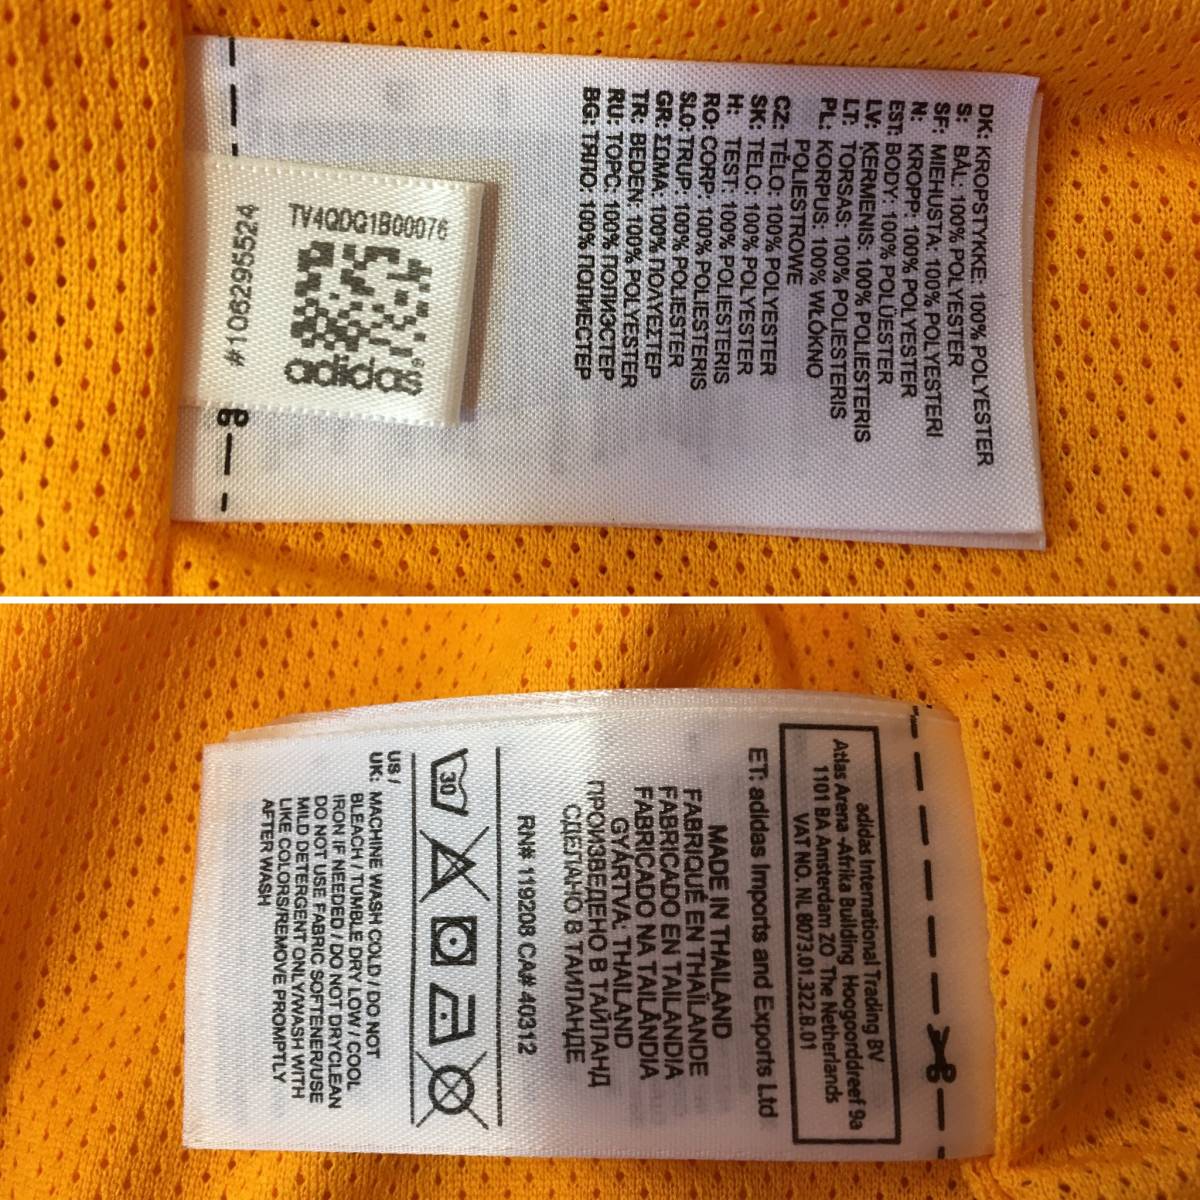 DK: KROPSTYKKE: 100% POLYESTER
S: BÅL: 100% POLYESTER
SF: MIEHUSTA: 100% POLYESTERI
N: KROPP: 100% POLYESTER
EST: BODY: 100% POLÜESTER
LV: ĶERMENIS: 100% POLIESTERIS
LT: TORSAS: 100% POLIESTERIS
PL: KORPUS: 100% WŁÓKNO
POLIESTROWE
CZ: TĚLO: 100% POLYESTER
SK: TELO: 100% POLYESTER
H: TEST: 100% POLIESTER
RO: CORP: 100% POLIESTERIS
SLO: TRUP: 100% POLIESTER
GR: ΣΩΜΑ 100% ΠΟΛΥΕΣΤΕΡ
TR: BEDEN: 100% POLYESTER
RU: ТОРС: 100% ПОЛИЭСТЕР
BG: ТЯЛО: 100% ПОЛИЕСТЕР
TV4QDQ1B00076
adidas®
#1069295524
adidas International Trading BV
Atlas Arena -Afrika Building Hoogoorddreef 9a
1101 BA Amsterdam ZO The Netherlands
VAT NO. NL 8073.01.322.B.01
ET: adidas Imports and Exports Ltd
MADE IN THAILAND
FABRIQUÉ EN THAÏLANDE
FABRICADO EN TAILANDIA
FABRICADO NA TAILÂNDIA
GYÁRTVA: THAILAND
ПРОИЗВЕДЕНО В ТАЙЛАНД
СДЕЛАНО В ТАИЛАНДЕ
RN# 119208 CA# 40312
30
US /
UK: MACHINE WASH COLD / DO NOT
BLEACH / TUMBLE DRY LOW / COOL
IRON IF NEEDED / DO NOT DRYCLEAN
DO NOT USE FABRIC SOFTENER/USE
MILD DETERGENT ONLY/WASH WITH
LIKE COLORS/REMOVE PROMPTLY
AFTER WASH